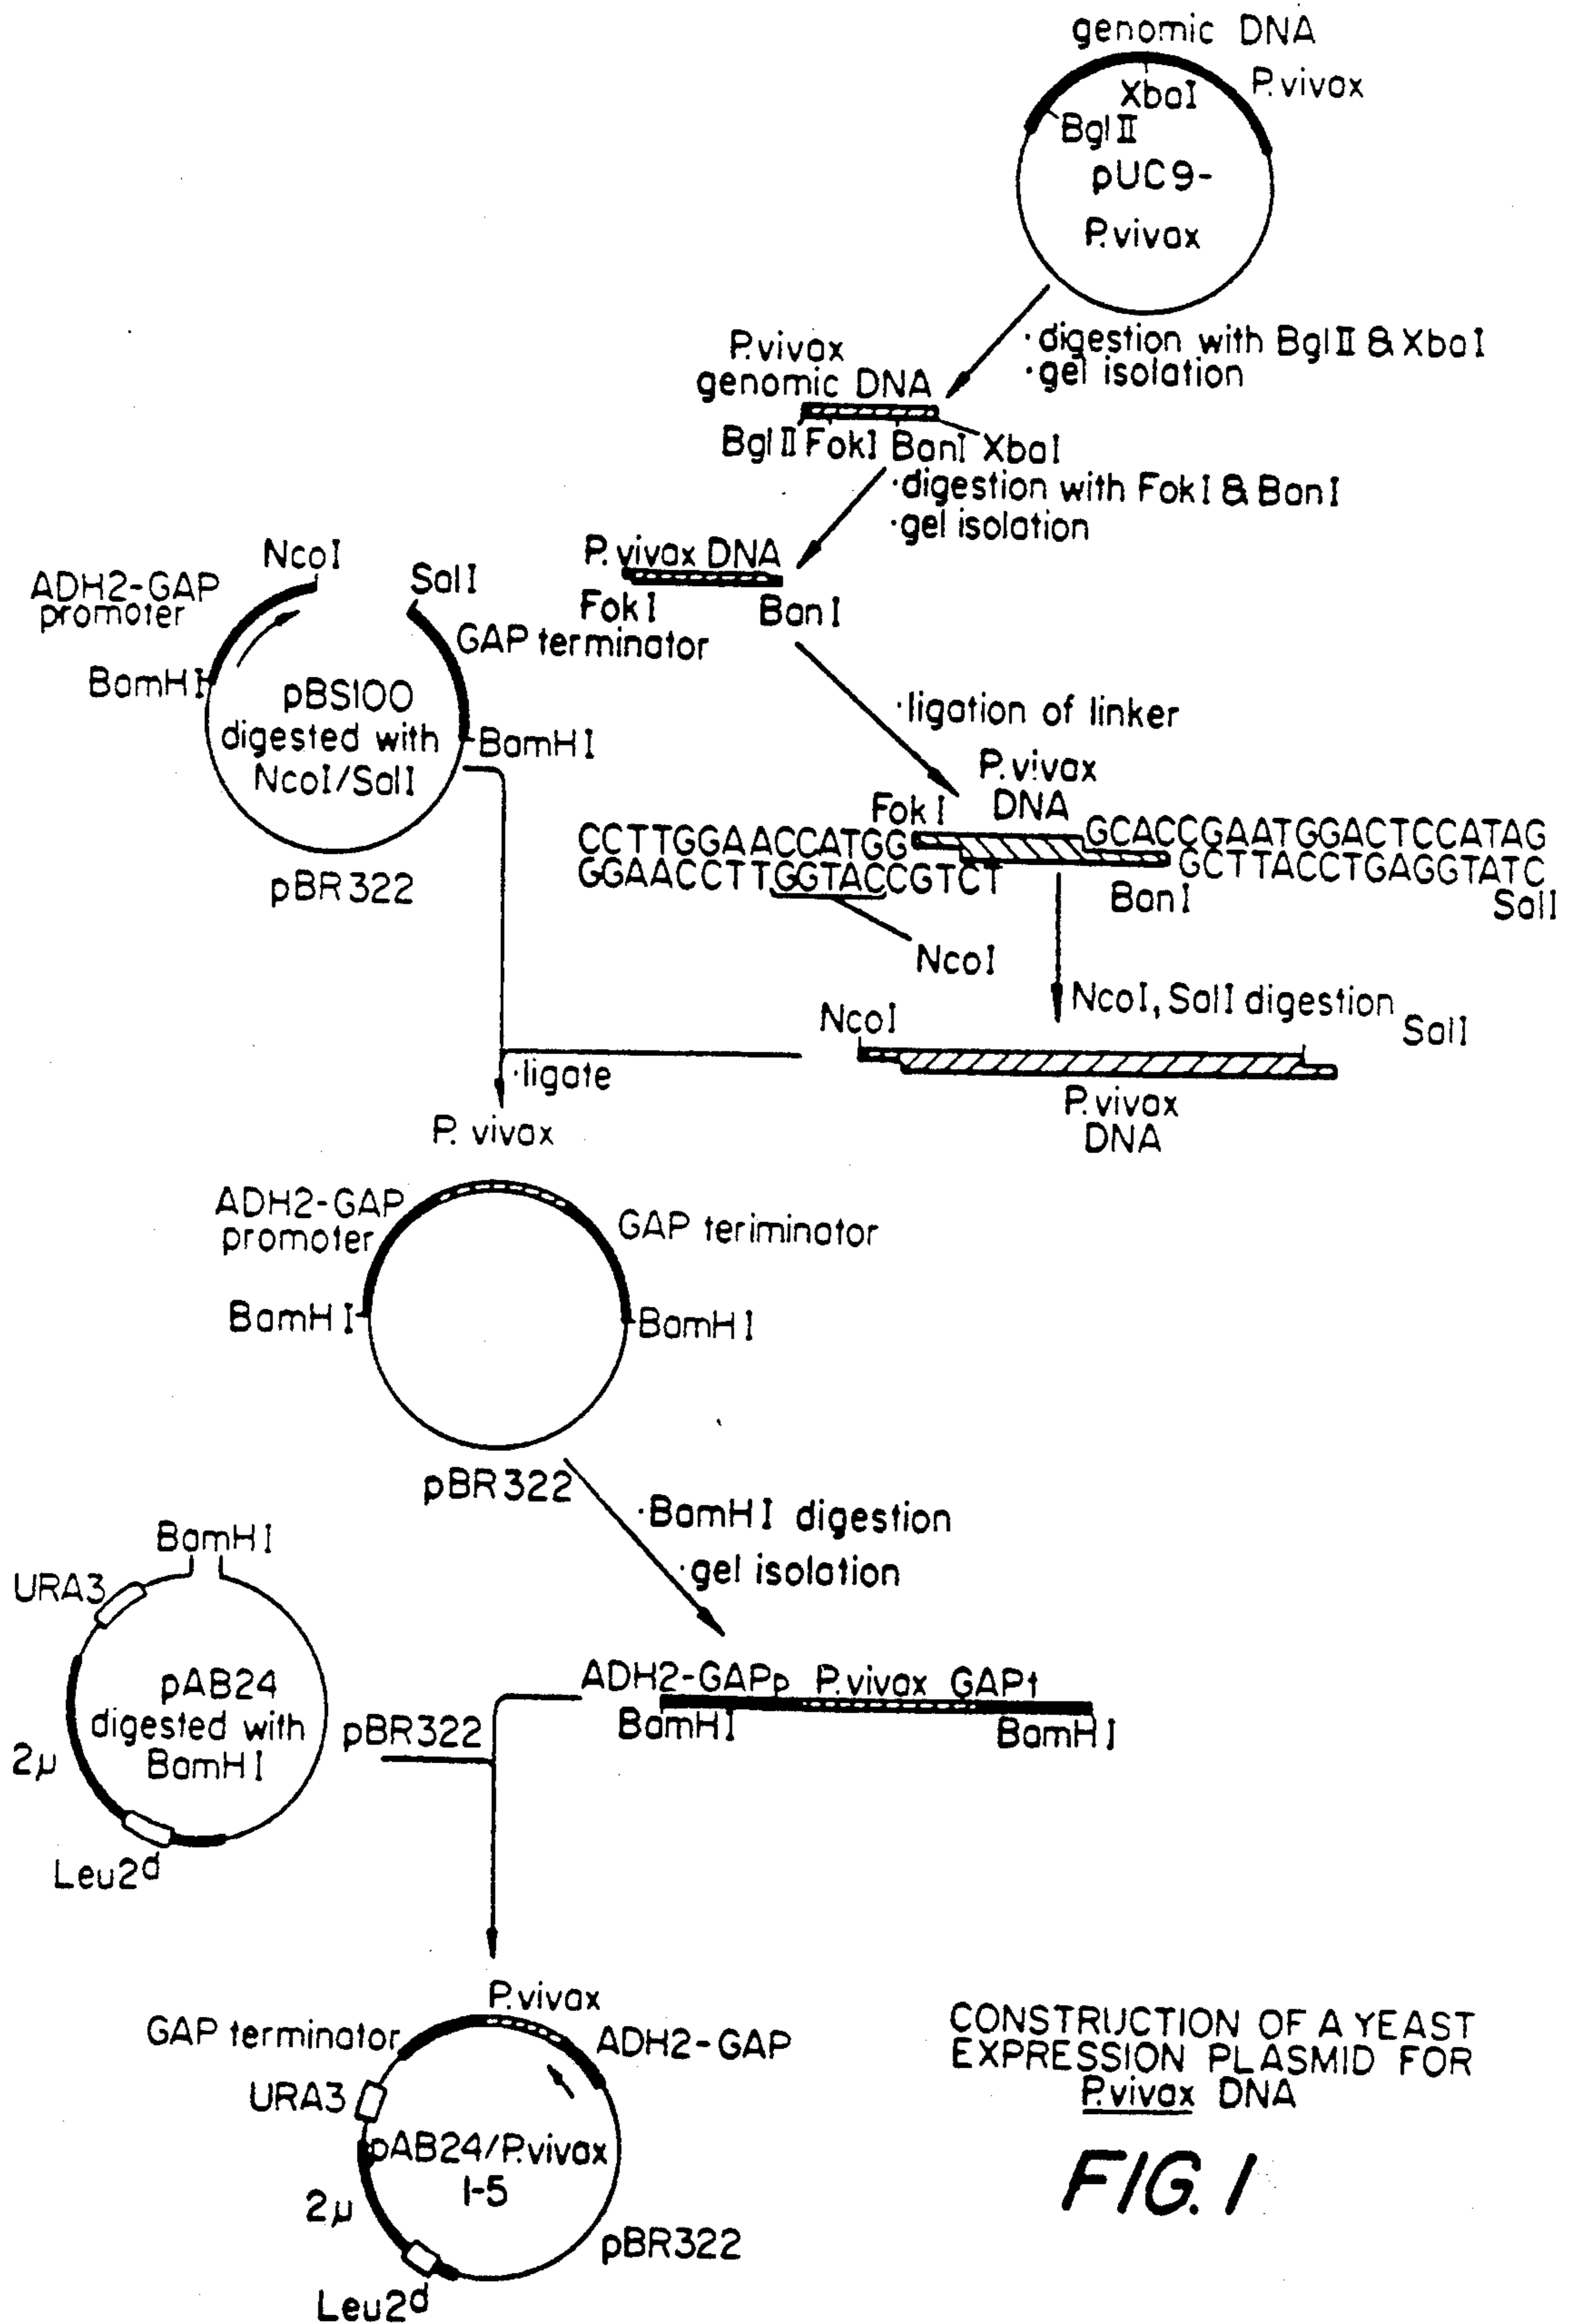 genomic DNA
XbaI
P.vivax
BglII
pUC9-
P.vivax
·digestion with BglII & XbaI
·gel isolation
P.vivax
genomic DNA
BglII FokI BanI XbaI
·digestion with FokI & BanI
·gel isolation
P.vivax DNA
FokI
BanI
NcoI
SalI
ADH2-GAP
promoter
GAP terminator
BamHI
pBS100
digested with
NcoI/SalI
BamHI
pBR322
·ligation of linker
P.vivax
DNA
FokI
CCTTGGAACCATGG
GCACCGAATGGACTCCATAG
GGAACCTTGGTACCGTCT
GCTTACCTGAGGTATC
BanI
SalI
NcoI
NcoI, SalI digestion
NcoI
SalI
P.vivax
DNA
·ligate
P. vivax
ADH2-GAP
promoter
GAP teriminator
BamHI
BamHI
pBR322
·BamHI digestion
·gel isolation
BamHI
URA3
pAB24
digested with
BamHI
2μ
Leu2d
pBR322
ADH2-GAPp P.vivax GAPt
BamHI
BamHI
P.vivax
GAP terminator
ADH2-GAP
URA3
pAB24/P.vivax
1-5
2μ
pBR322
Leu2d
CONSTRUCTION OF A YEAST
EXPRESSION PLASMID FOR
P.vivax DNA
FIG. 1